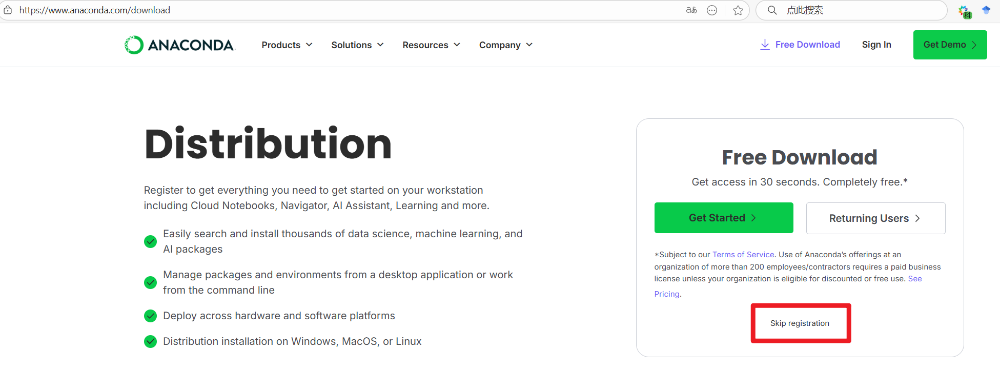 https://www.anaconda.com/download
aあ
点此搜索
科
ANACONDA.
Products
Solutions
Resources
Company
Free Download
Sign In
Get Demo
Distribution
Register to get everything you need to get started on your workstation
including Cloud Notebooks, Navigator, AI Assistant, Learning and more.
Easily search and install thousands of data science, machine learning, and
AI packages
Manage packages and environments from a desktop application or work
from the command line
Deploy across hardware and software platforms
Distribution installation on Windows, MacOS, or Linux
Free Download
Get access in 30 seconds. Completely free.*
Get Started
Returning Users
*Subject to our Terms of Service. Use of Anaconda’s offerings at an
organization of more than 200 employees/contractors requires a paid business
license unless your organization is eligible for discounted or free use. See
Pricing.
Skip registration